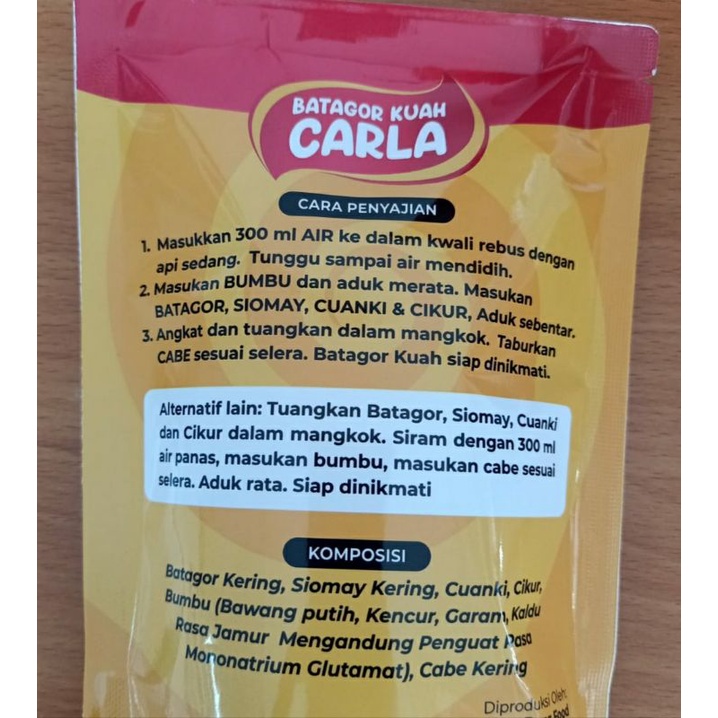 BATAGOR KUAH
CARLA
CARA PENYAJIAN
1. Masukkan 300 ml AIR ke dalam kwali rebus dengan
api sedang. Tunggu sampai air mendidih.
2. Masukan BUMBU dan aduk merata. Masukan
BATAGOR, SIOMAY, CUANKI & CIKUR, Aduk sebentar.
3. Angkat dan tuangkan dalam mangkok. Taburkan
CABE sesuai selera. Batagor Kuah siap dinikmati.
Alternatif lain: Tuangkan Batagor, Siomay, Cuanki
dan Cikur dalam mangkok. Siram dengan 300 ml
air panas, masukan bumbu, masukan cabe sesuai
selera. Aduk rata. Siap dinikmati
KOMPOSISI
Batagor Kering, Siomay Kering, Cuanki, Cikur,
Bumbu (Bawang putih, Kencur, Garam, Kaldu
Rasa Jamur Mengandung Penguat Rasa
Mononatrium Glutamat), Cabe Kering
Diproduksi Oleh:
Food